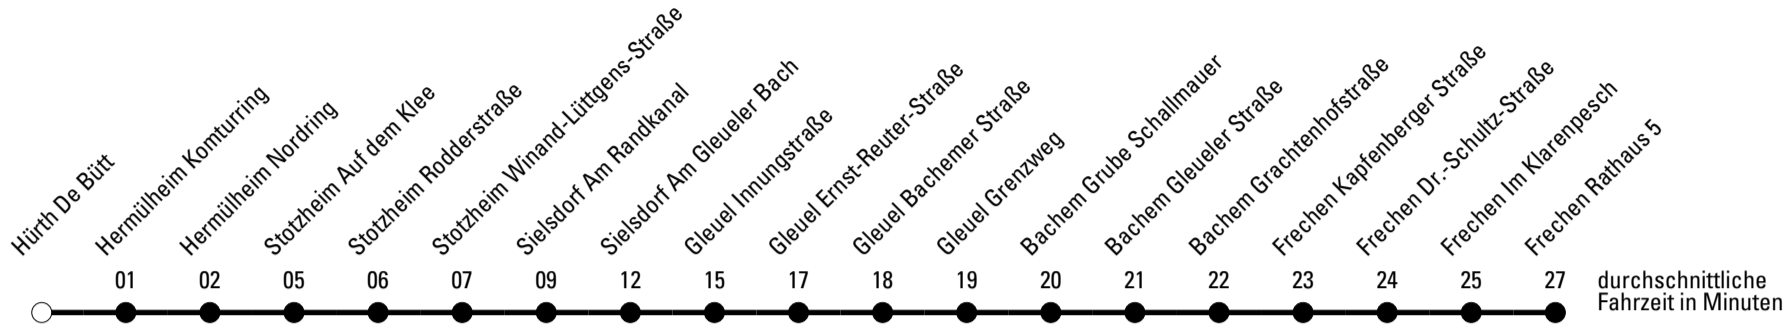 Hürth De Bütt
Hermülheim Komturring
Hermülheim Nordring
Stotzheim Auf dem Klee
Stotzheim Rodderstraße
Stotzheim Winand-Lüttgens-Straße
Sielsdorf Am Randkanal
Sielsdorf Am Gleueler Bach
Gleuel Innungstraße
Gleuel Ernst-Reuter-Straße
Gleuel Bachemer Straße
Gleuel Grenzweg
Bachem Grube Schallmauer
Bachem Gleueler Straße
Bachem Grachtenhofstraße
Frechen Kapfenberger Straße
Frechen Dr.-Schultz-Straße
Frechen Im Klarenpesch
Frechen Rathaus 5
01 02 05 06 07 09 12 15 17 18 19 20 21 22 23 24 25 27
durchschnittliche
Fahrzeit in Minuten